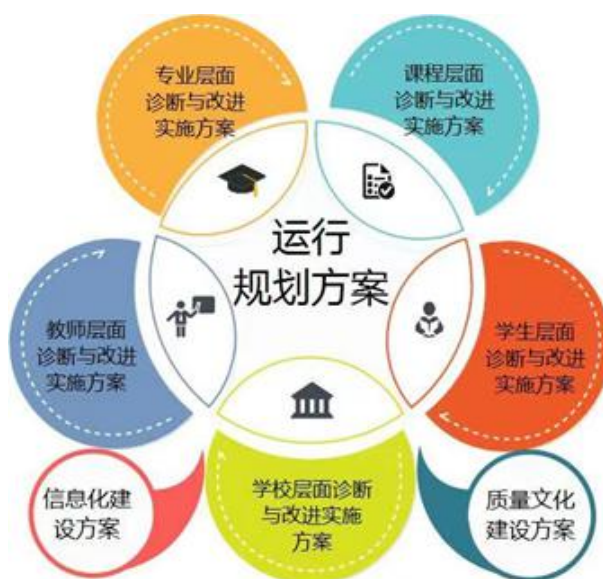 专业层面
诊断与改进
实施方案
课程层面
诊断与改进
实施方案
运行
规划方案
教师层面
诊断与改进
实施方案
学生层面
诊断与改进
实施方案
信息化建
设方案
学校层面诊断
与改进实施
方案
质量文化
建设方案